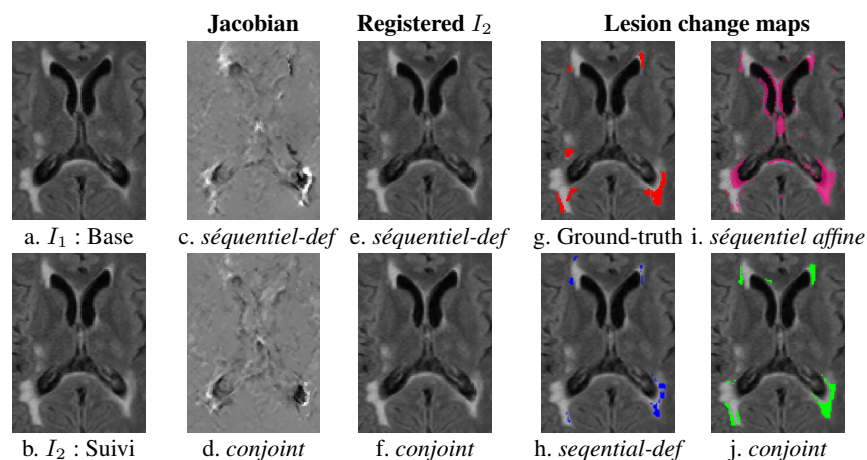 Jacobian Registered I₂ Lesion change maps
a. I₁ : Base c. séquentiel-def e. séquentiel-def g. Ground-truth i. séquentiel affine
b. I₂ : Suivi d. conjoint f. conjoint h. seqential-def j. conjoint